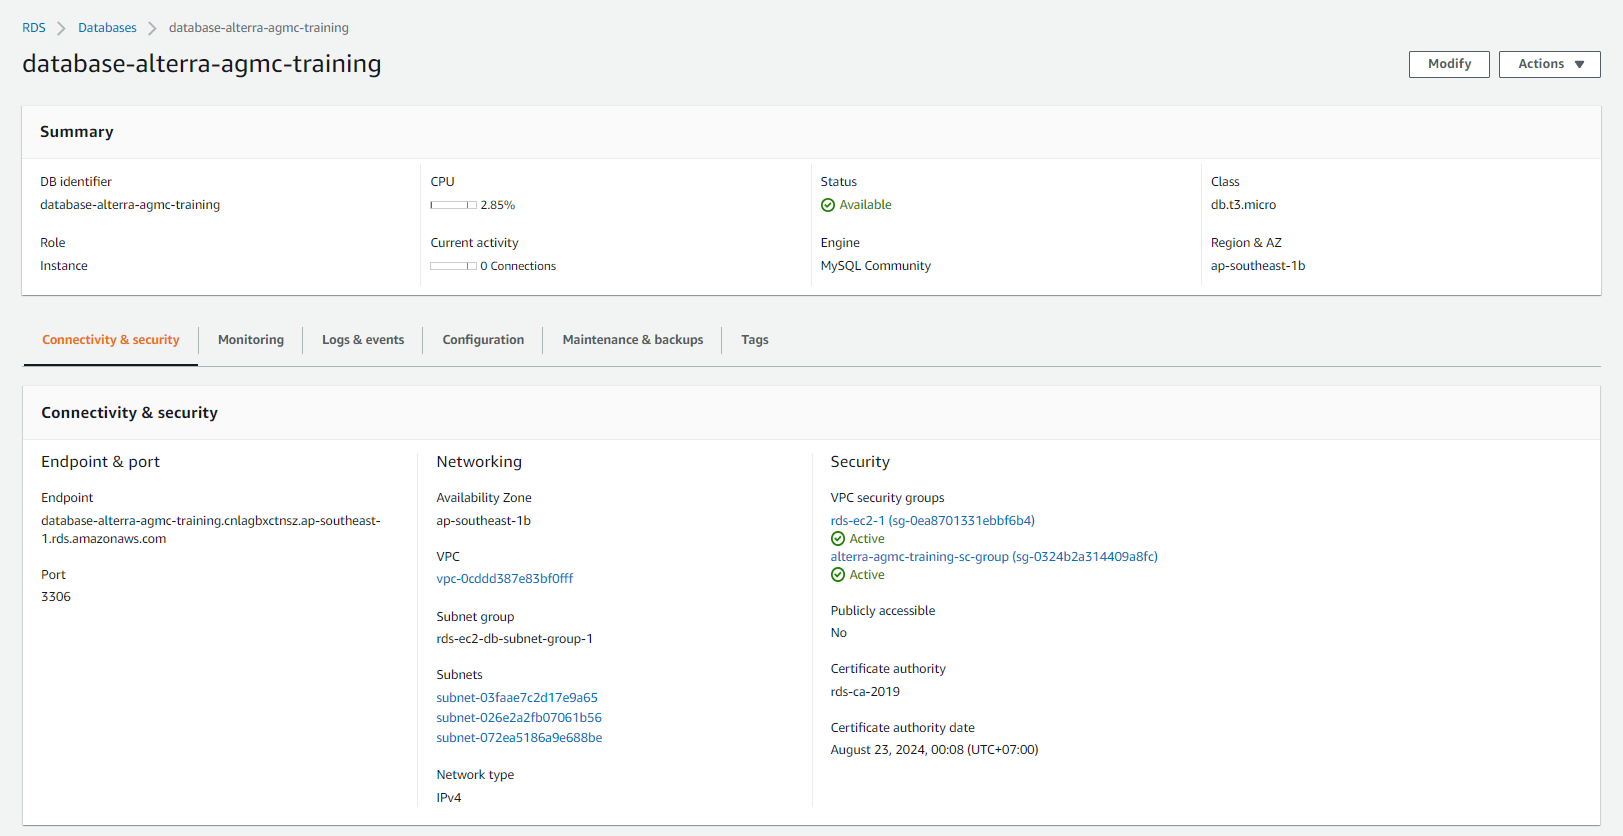 RDS > Databases > database-alterra-agmc-training
database-alterra-agmc-training
Modify
Actions
Summary
DB identifier
database-alterra-agmc-training
CPU
2.85%
Status
Available
Class
db.t3.micro
Role
Instance
Current activity
0 Connections
Engine
MySQL Community
Region & AZ
ap-southeast-1b
Connectivity & security
Monitoring
Logs & events
Configuration
Maintenance & backups
Tags
Connectivity & security
Endpoint & port
Endpoint
database-alterra-agmc-training.cnlagbxctnsz.ap-southeast-
1.rds.amazonaws.com
Port
3306
Networking
Availability Zone
ap-southeast-1b
VPC
vpc-0cddd387e83bf0fff
Subnet group
rds-ec2-db-subnet-group-1
Subnets
subnet-03faae7c2d17e9a65
subnet-026e2a2fb07061b56
subnet-072ea5186a9e688be
Network type
IPv4
Security
VPC security groups
rds-ec2-1 (sg-0ea8701331ebbf6b4)
Active
alterra-agmc-training-sc-group (sg-0324b2a314409a8fc)
Active
Publicly accessible
No
Certificate authority
rds-ca-2019
Certificate authority date
August 23, 2024, 00:08 (UTC+07:00)